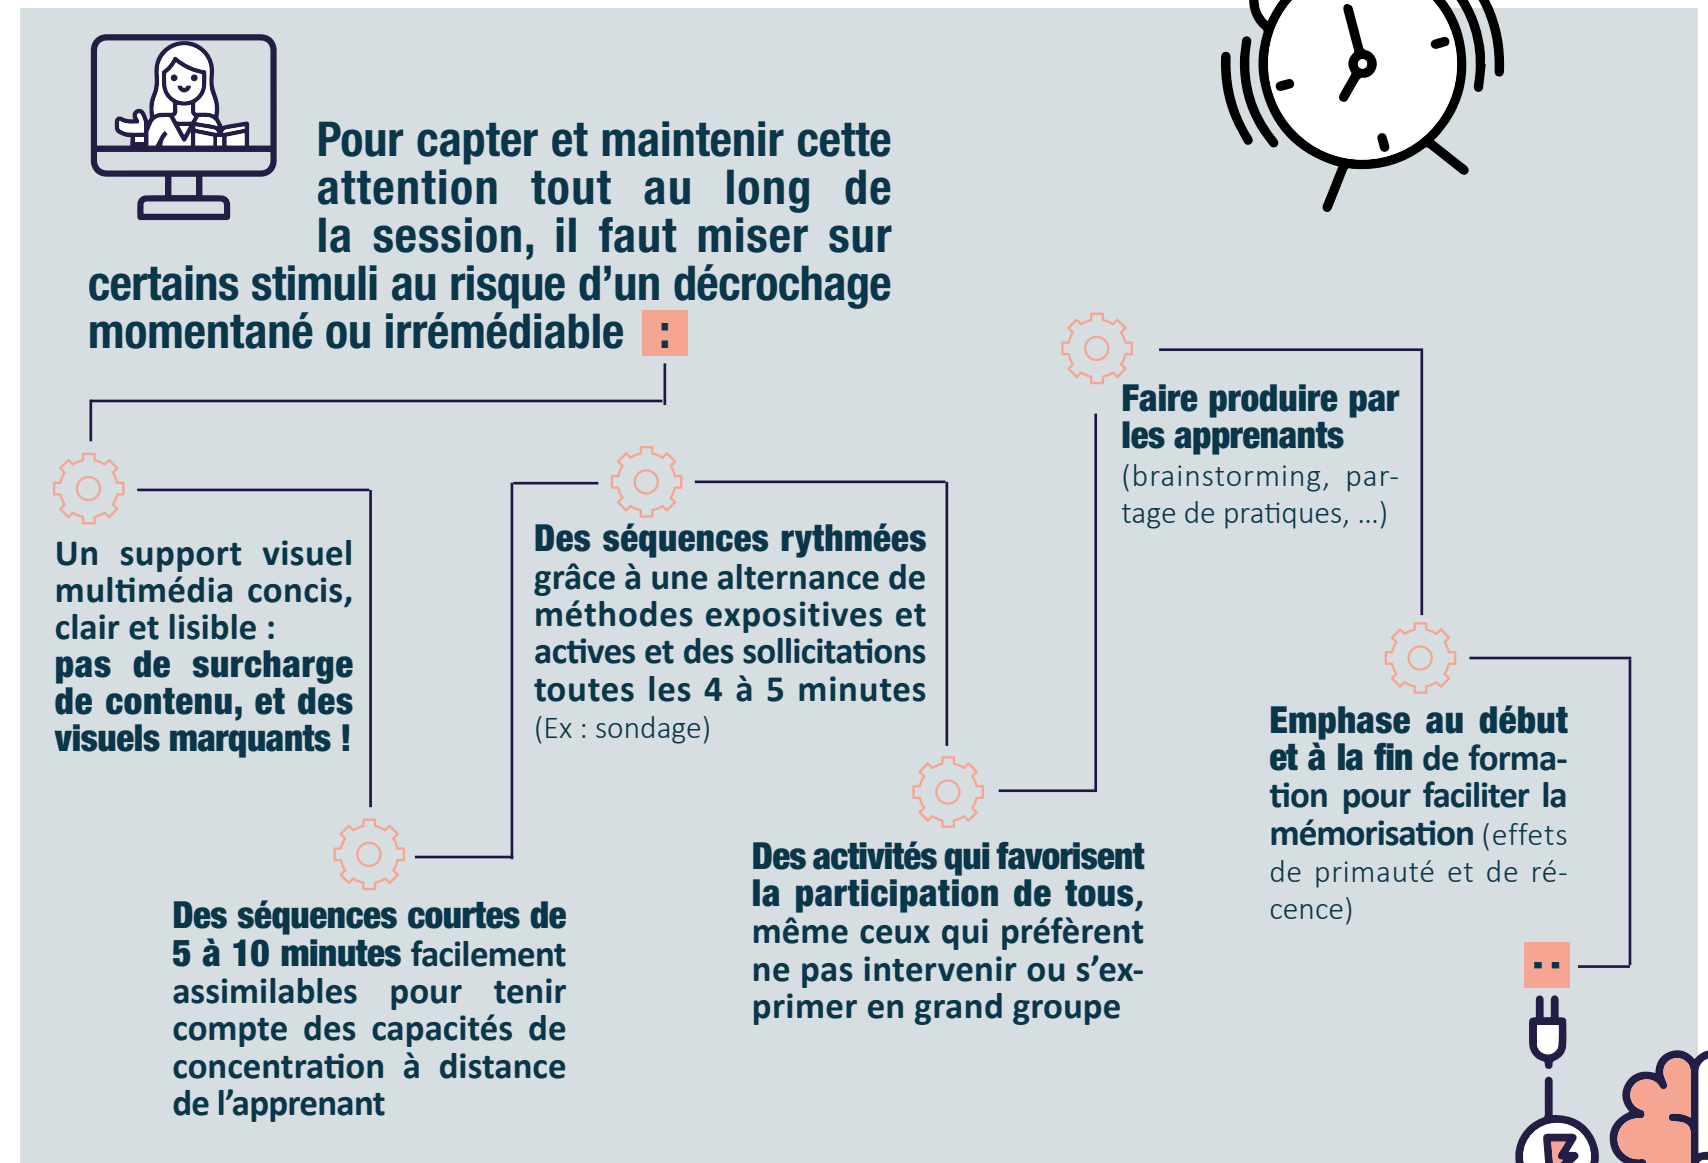 Pour capter et maintenir cette
attention tout au long de
la session, il faut miser sur
certains stimuli au risque d’un décrochage
momentané ou irrémédiable :
Un support visuel
multimédia concis,
clair et lisible :
pas de surcharge
de contenu, et des
visuels marquants !
Des séquences courtes de
5 à 10 minutes facilement
assimilables pour tenir
compte des capacités de
concentration à distance
de l’apprenant
Des séquences rythmées
grâce à une alternance de
méthodes expositives et
actives et des sollicitations
toutes les 4 à 5 minutes
(Ex : sondage)
Des activités qui favorisent
la participation de tous,
même ceux qui préfèrent
ne pas intervenir ou s’ex-
primer en grand groupe
Faire produire par
les apprenants
(brainstorming, par-
tage de pratiques, ...)
Emphase au début
et à la fin de forma-
tion pour faciliter la
mémorisation (effets
de primauté et de ré-
cence)